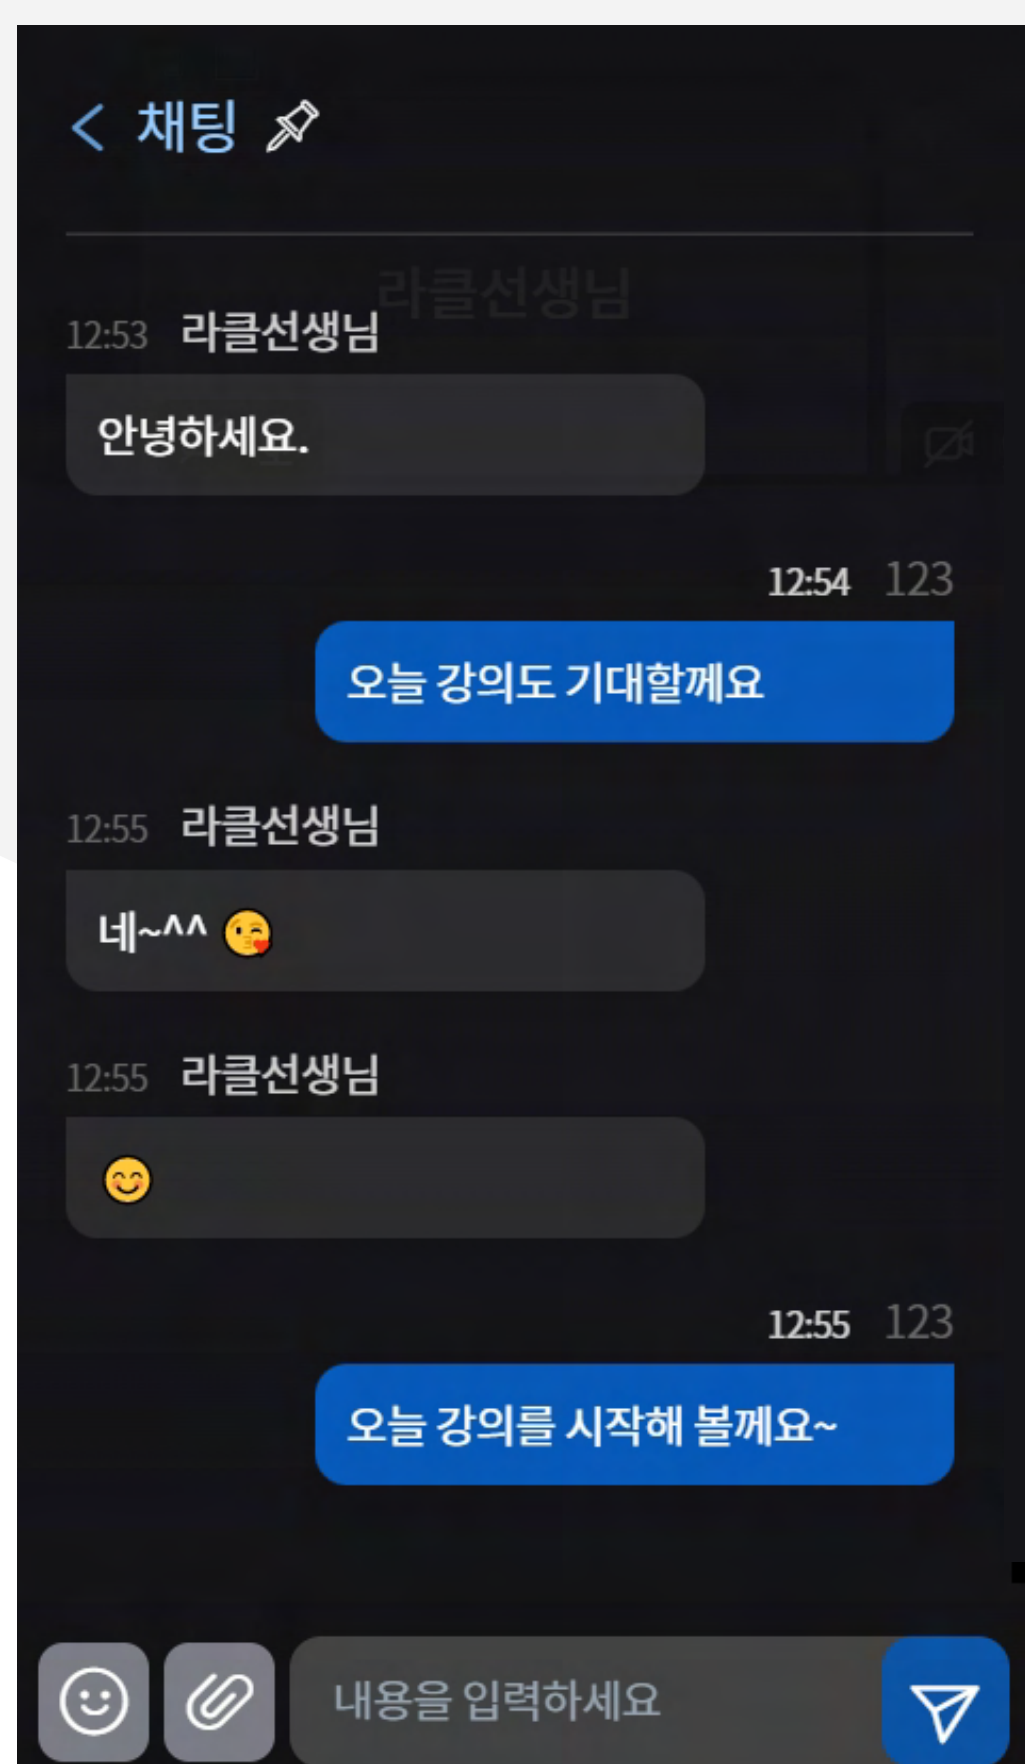 채팅
라클선생님
12:53 라클선생님
안녕하세요.
12:54 123
오늘 강의도 기대할께요
12:55 라클선생님
네~^^ 😘
12:55 라클선생님
😊
12:55 123
오늘 강의를 시작해 볼께요~
내용을 입력하세요